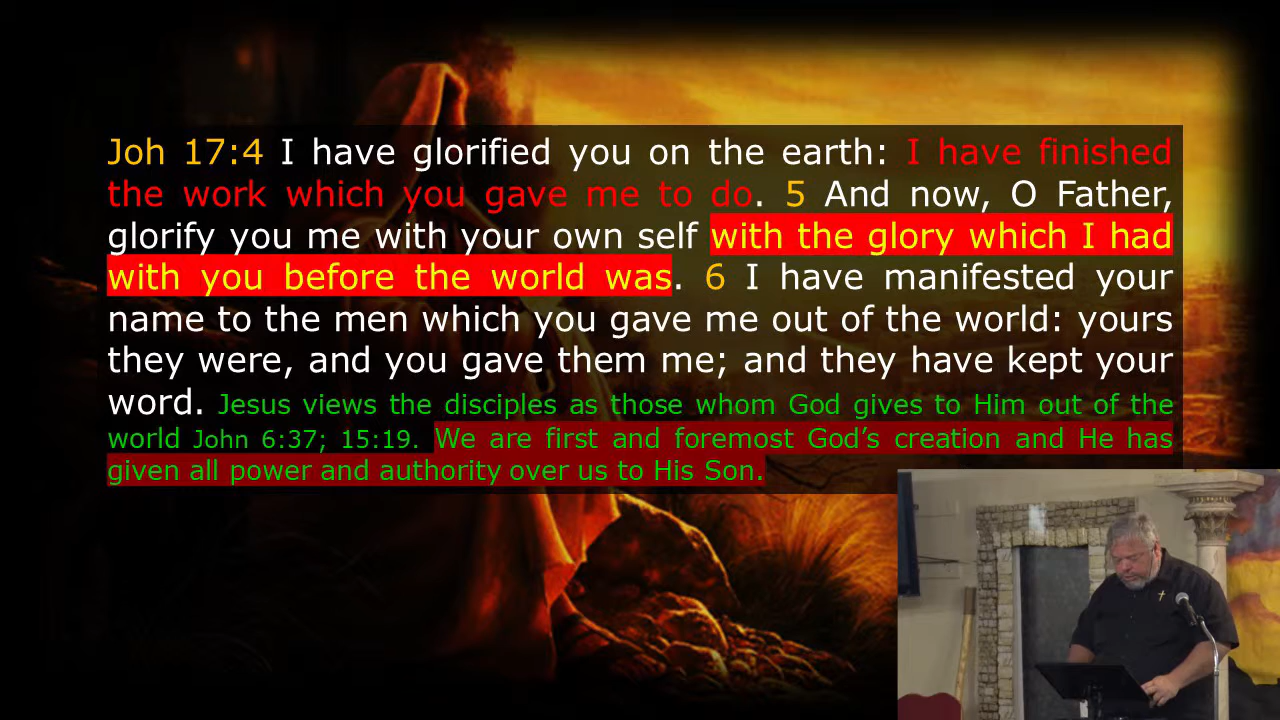 Joh 17:4 I have glorified you on the earth: I have finished
the work which you gave me to do. 5 And now, O Father,
glorify you me with your own self with the glory which I had
with you before the world was. 6 I have manifested your
name to the men which you gave me out of the world: yours
they were, and you gave them me; and they have kept your
word. Jesus views the disciples as those whom God gives to Him out of the
world John 6:37; 15:19. We are first and foremost God’s creation and He has
given all power and authority over us to His Son.